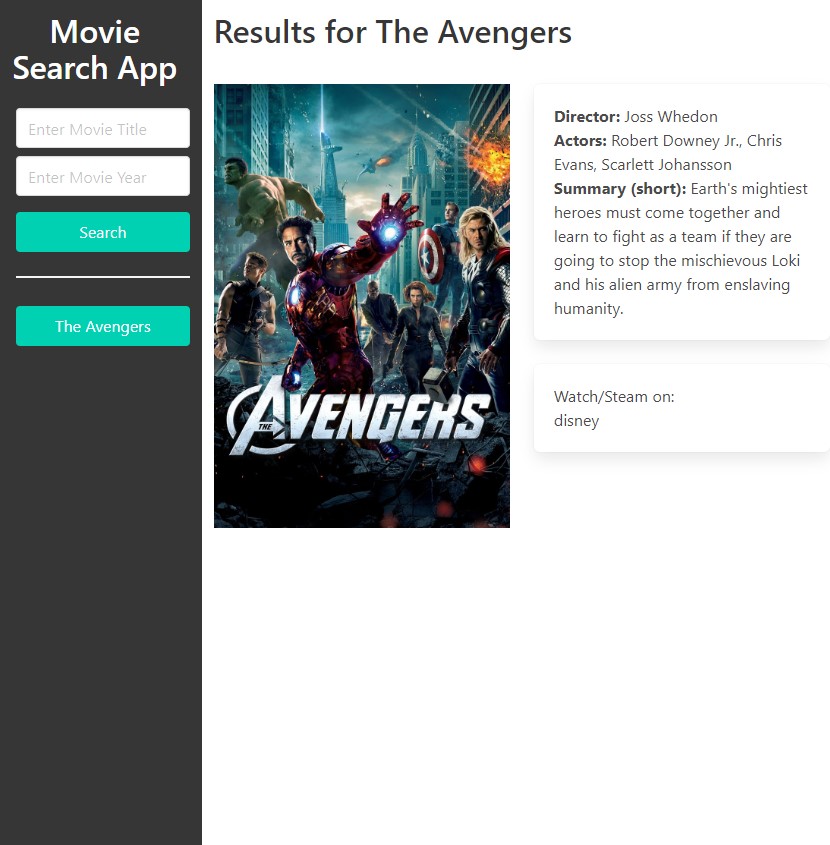 Movie
Search App
Enter Movie Title
Enter Movie Year
Search
The Avengers
Results for The Avengers
THE AVENGERS
Director: Joss Whedon
Actors: Robert Downey Jr., Chris
Evans, Scarlett Johansson
Summary (short): Earth's mightiest
heroes must come together and
learn to fight as a team if they are
going to stop the mischievous Loki
and his alien army from enslaving
humanity.
Watch/Steam on:
disney